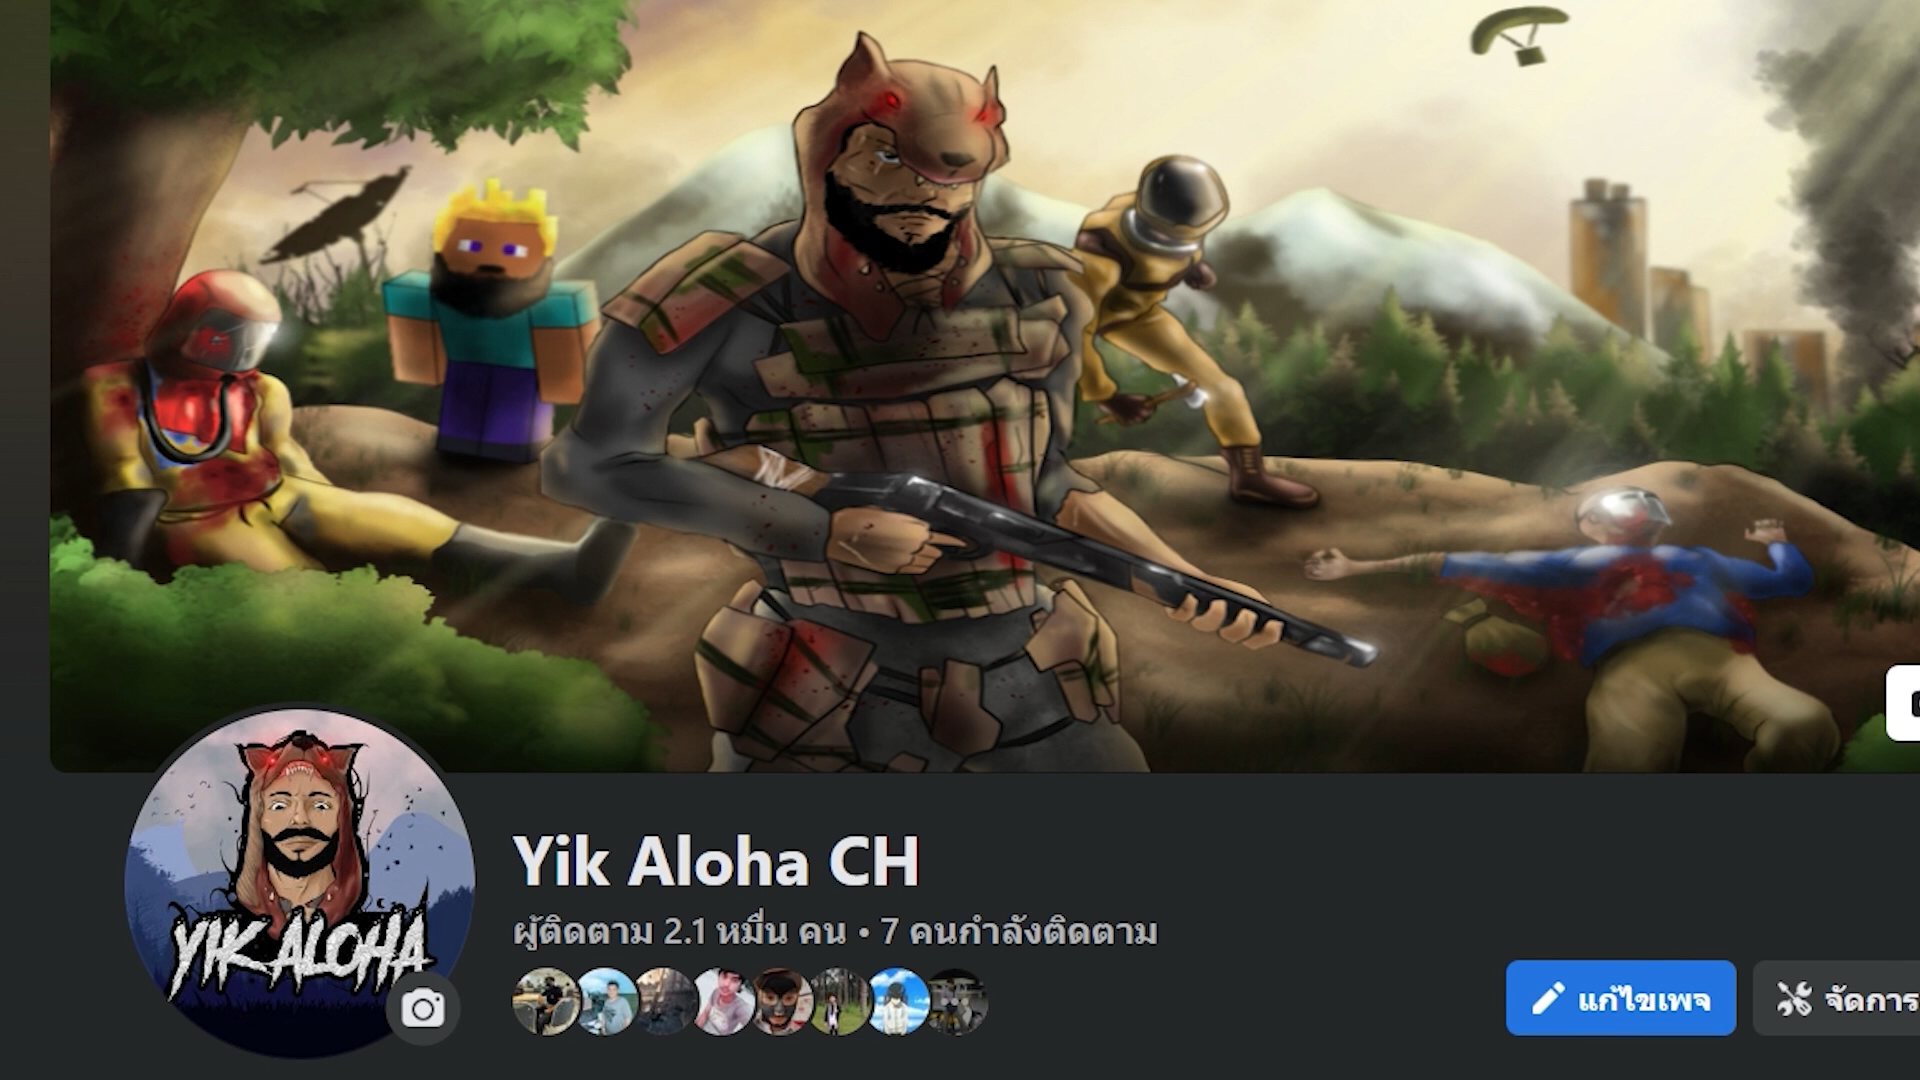 YIK ALOHA
Yik Aloha CH
ผู้ติดตาม 2.1 หมื่น คน • 7 คนกำลังติดตาม
แก้ไขเพจ
จัดการ